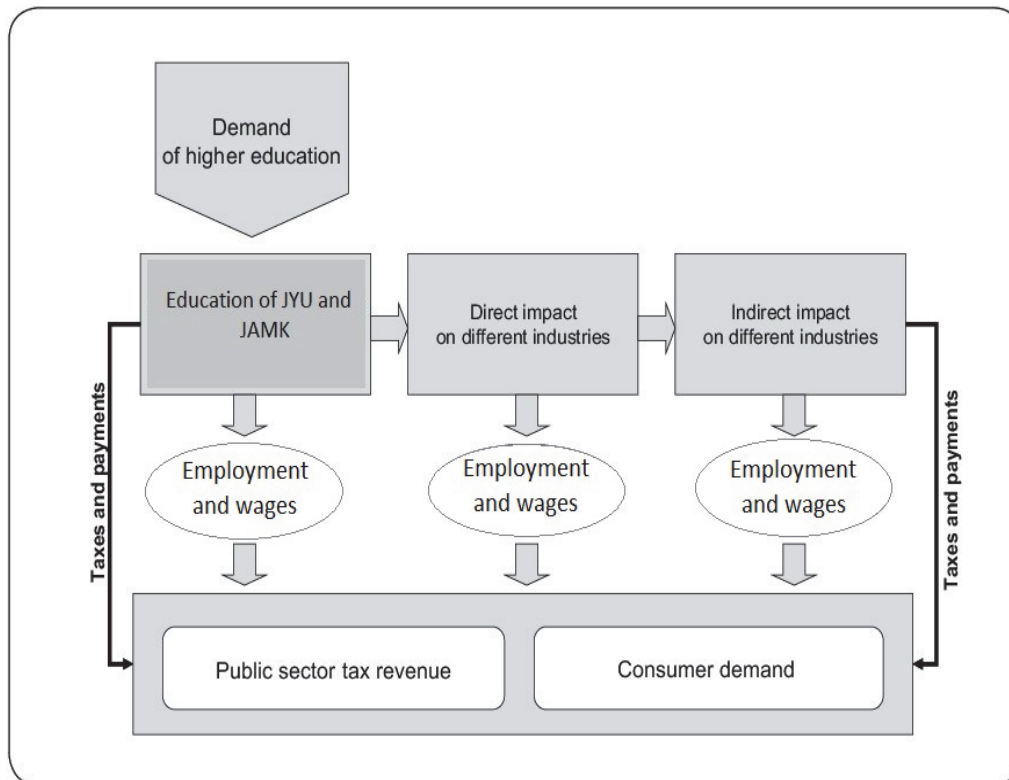 Demand
of higher education
Education of JYU and
JAMK
Direct impact
on different industries
Indirect impact
on different industries
Taxes and payments
Employment
and wages
Employment
and wages
Employment
and wages
Taxes and payments
Public sector tax revenue
Consumer demand